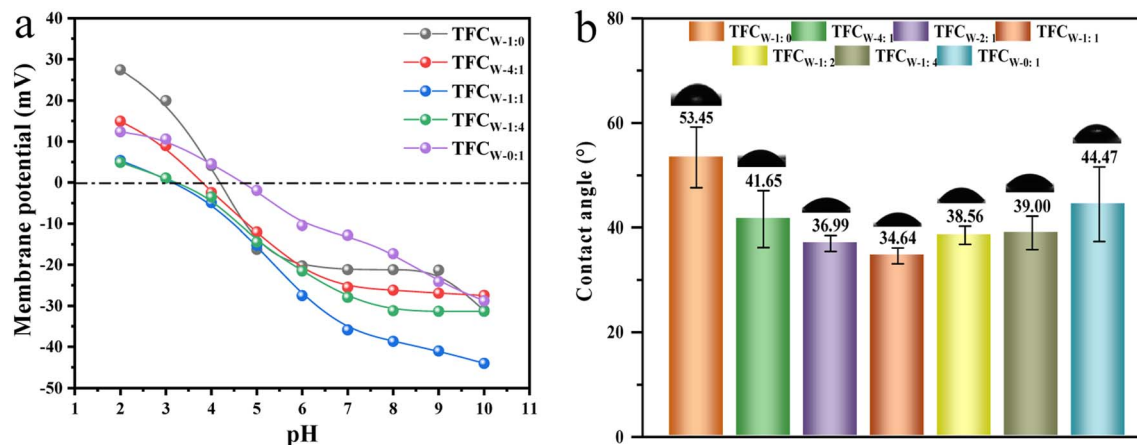 a
Membrane potential (mV)
40
30
20
10
0
-10
-20
-30
-40
-50
1 2 3 4 5 6 7 8 9 10 11
pH
TFCW-1:0
TFCW-4:1
TFCW-1:1
TFCW-1:4
TFCW-0:1
b
Contact angle (°)
80
60
40
20
0
TFCW-1: 0 TFCW-4: 1 TFCW-2: 1 TFCW-1: 1
TFCW-1: 2 TFCW-1: 4 TFCW-0: 1
53.45
41.65
36.99
34.64
38.56
39.00
44.47